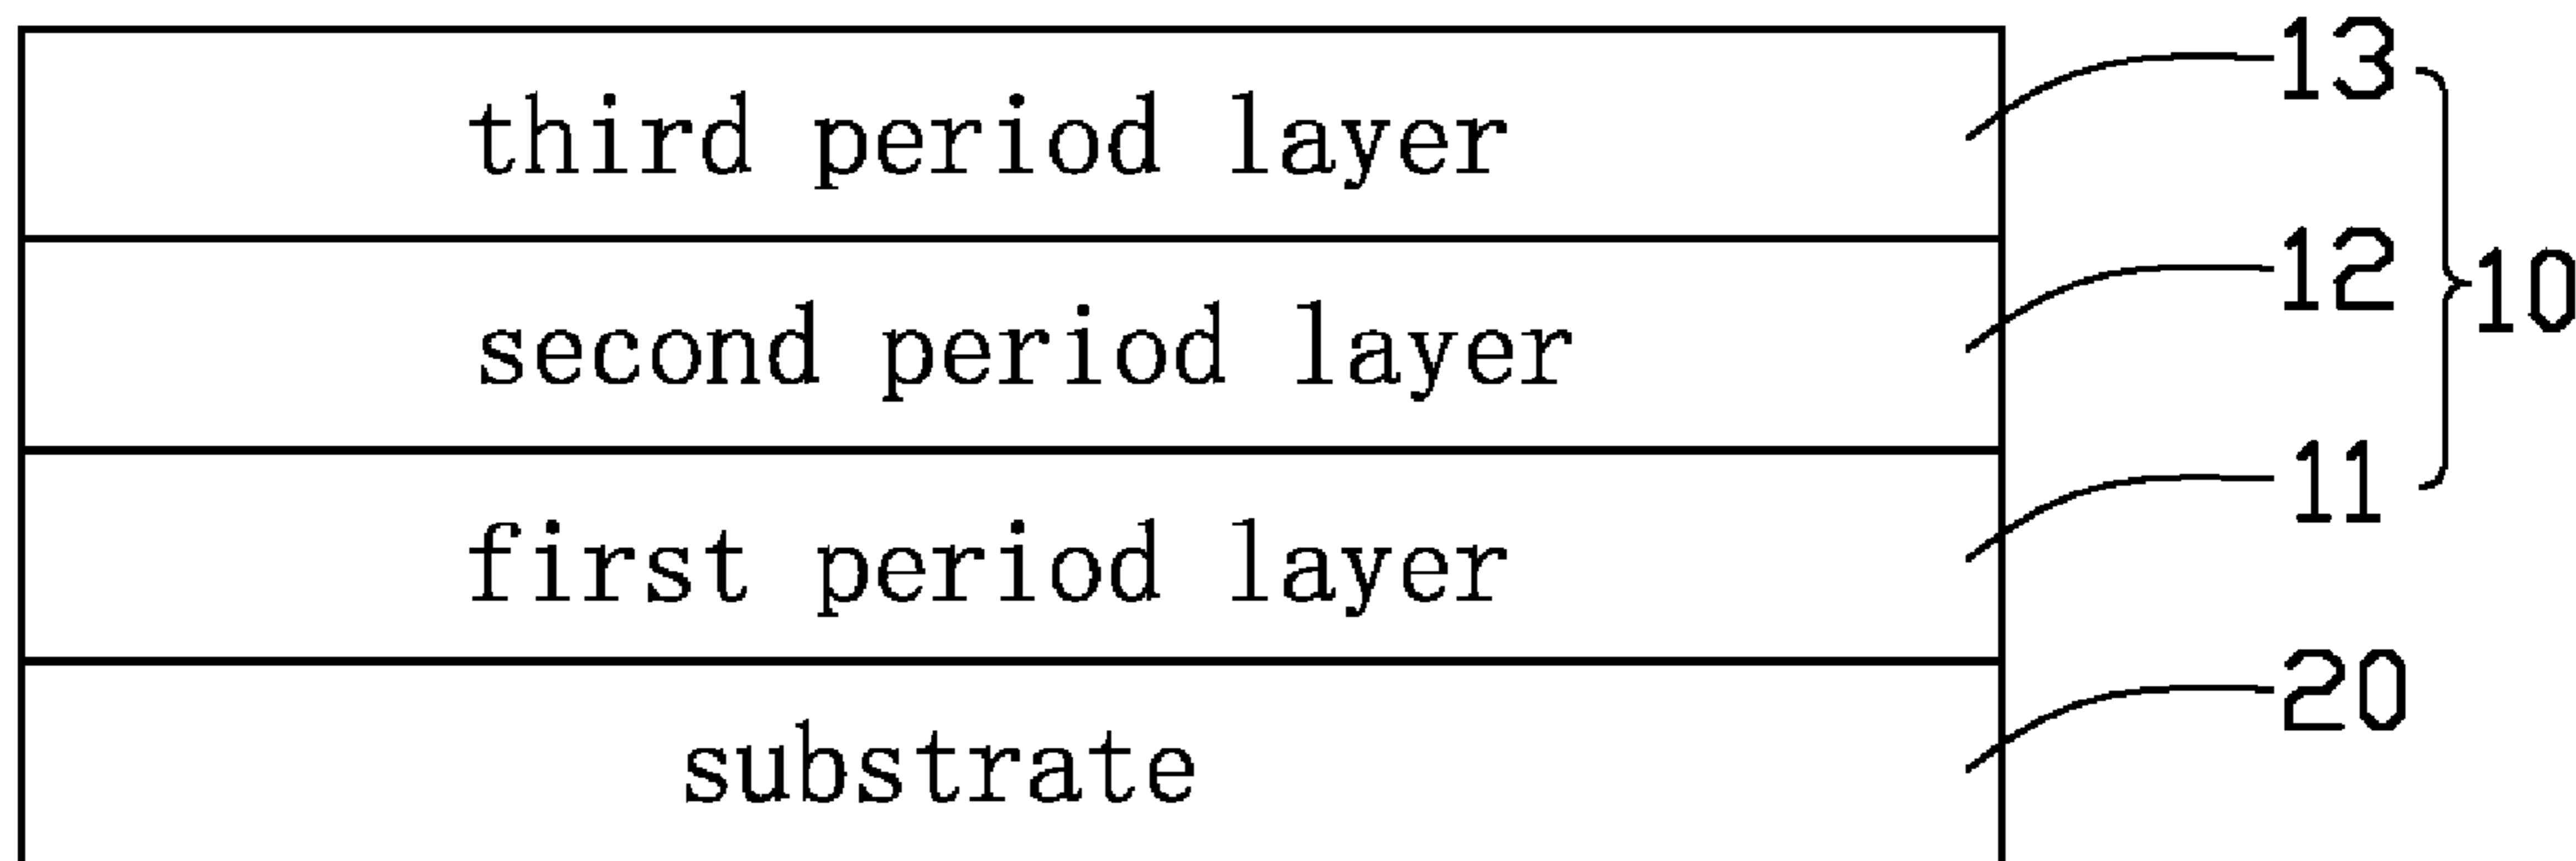 third period layer 13
second period layer 12
10
first period layer 11
substrate 20